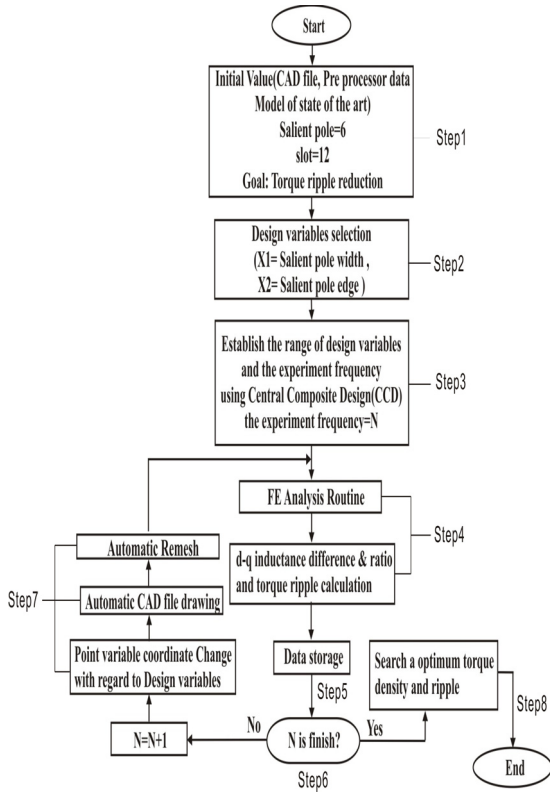 Start
Initial Value(CAD file, Pre processor data
Model of state of the art)
Salient pole=6
slot=12
Goal: Torque ripple reduction
Step1
Design variables selection
(X1= Salient pole width ,
X2= Salient pole edge )
Step2
Establish the range of design variables
and the experiment frequency
using Central Composite Design(CCD)
the experiment frequency=N
Step3
FE Analysis Routine
d-q inductance difference & ratio
and torque ripple calculation
Step4
Automatic Remesh
Automatic CAD file drawing
Point variable coordinate Change
with regard to Design variables
Step7
Data storage
Step5
N is finish?
Step6
No
N=N+1
Yes
Search a optimum torque
density and ripple
Step8
End